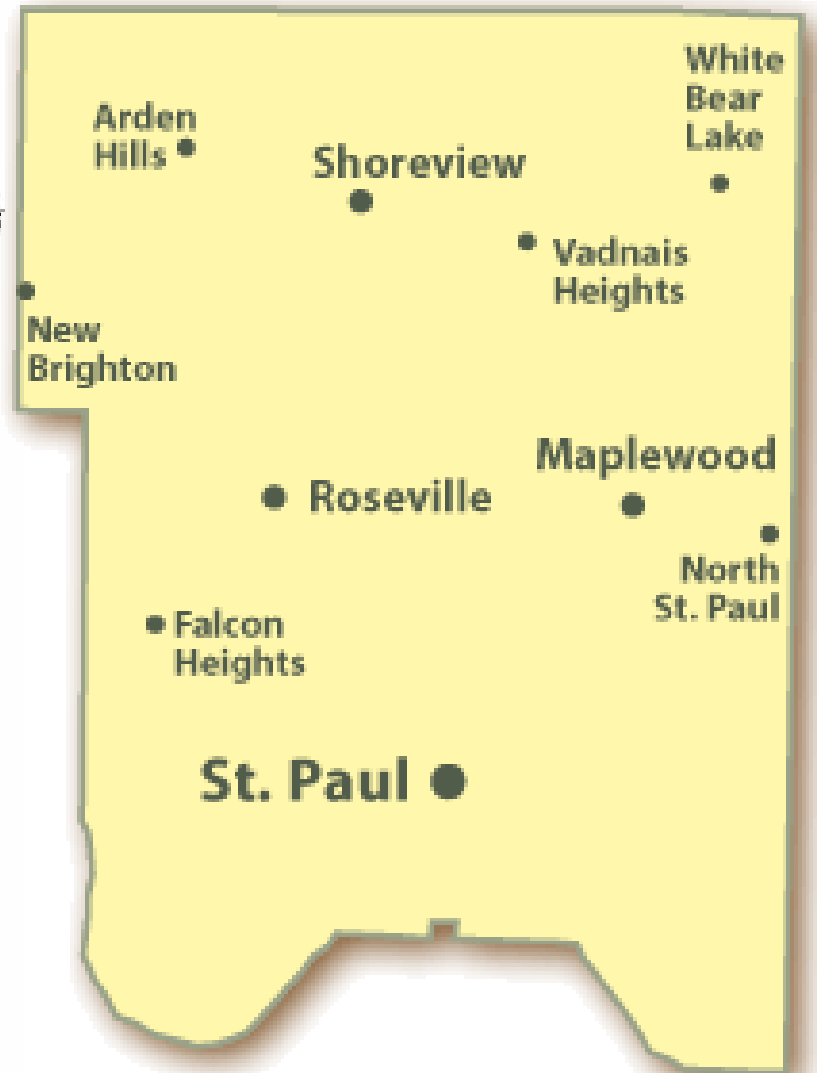 White
Bear
Lake
Arden
Hills
Shoreview
Vadnais
Heights
New
Brighton
Maplewood
Roseville
North
St. Paul
Falcon
Heights
St. Paul